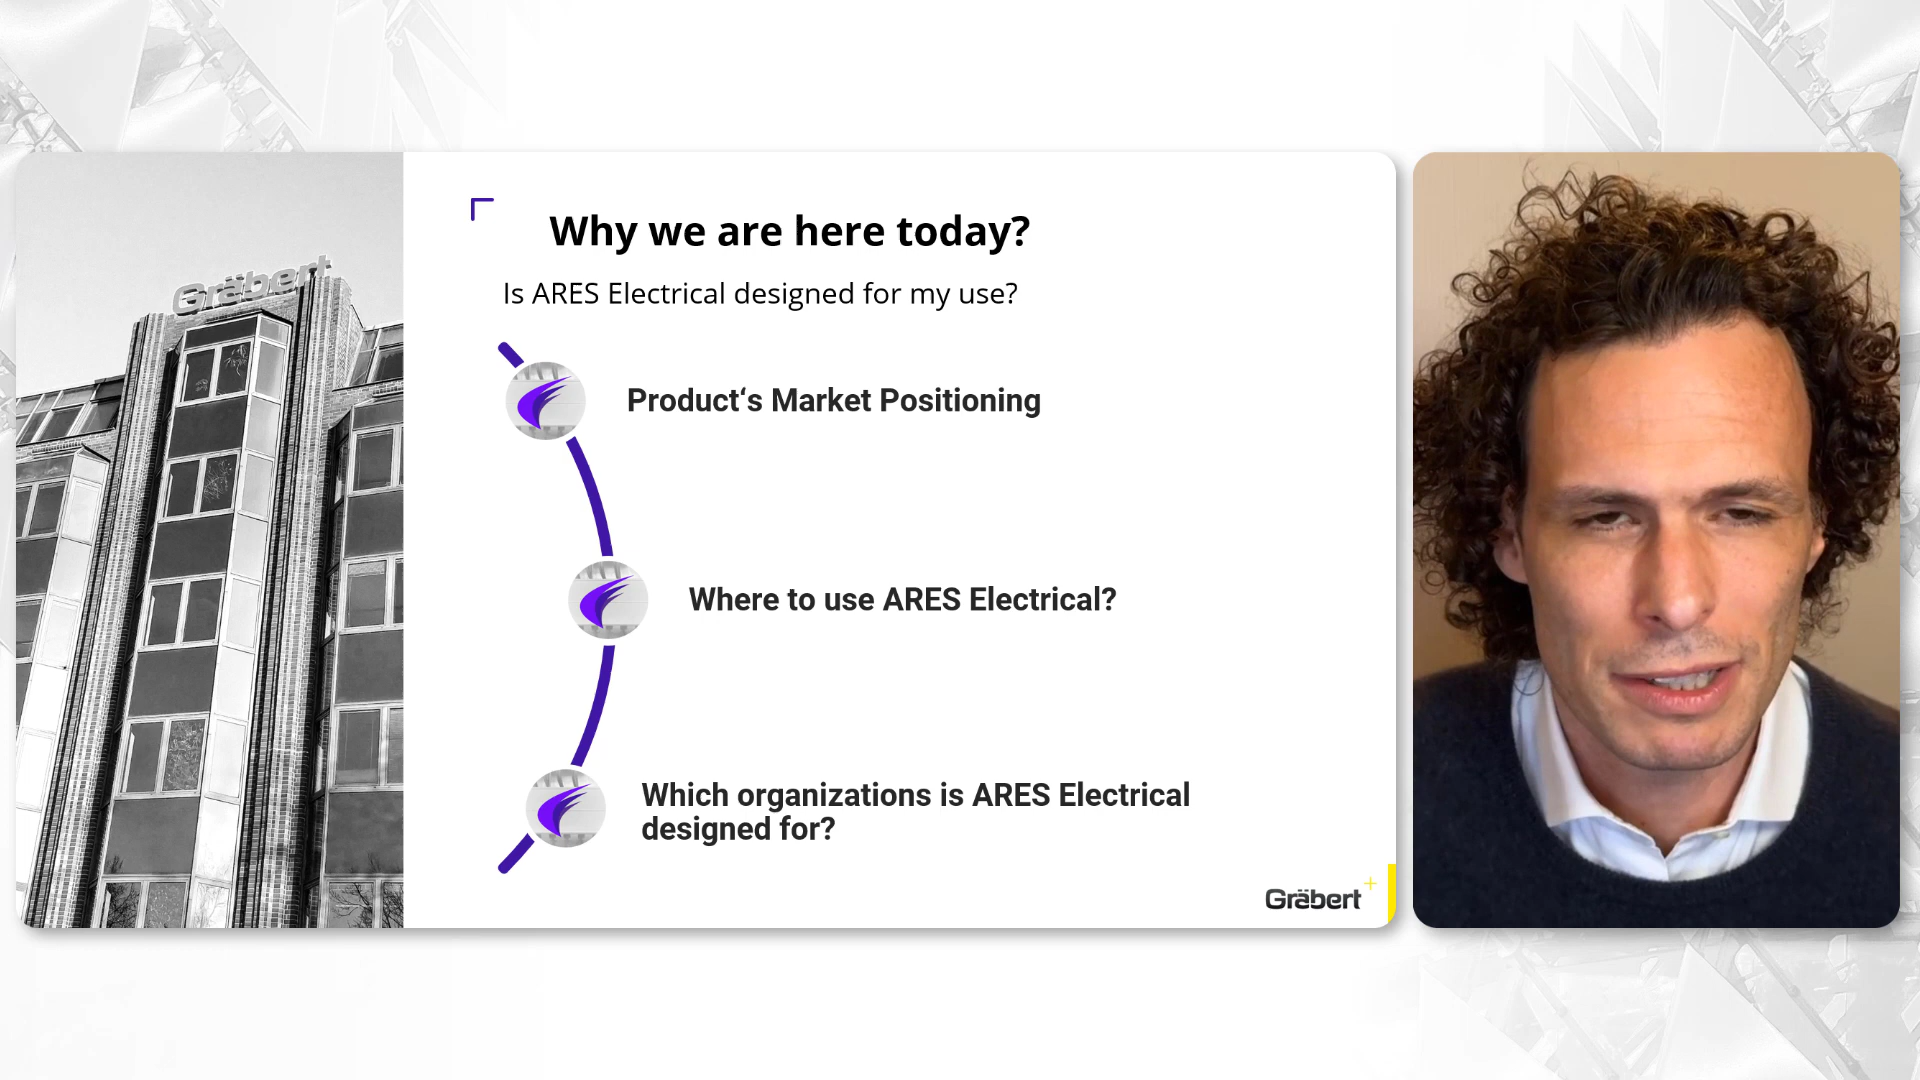 Gräbert
Why we are here today?
Is ARES Electrical designed for my use?
Product‘s Market Positioning
Where to use ARES Electrical?
Which organizations is ARES Electrical
designed for?
Gräbert+